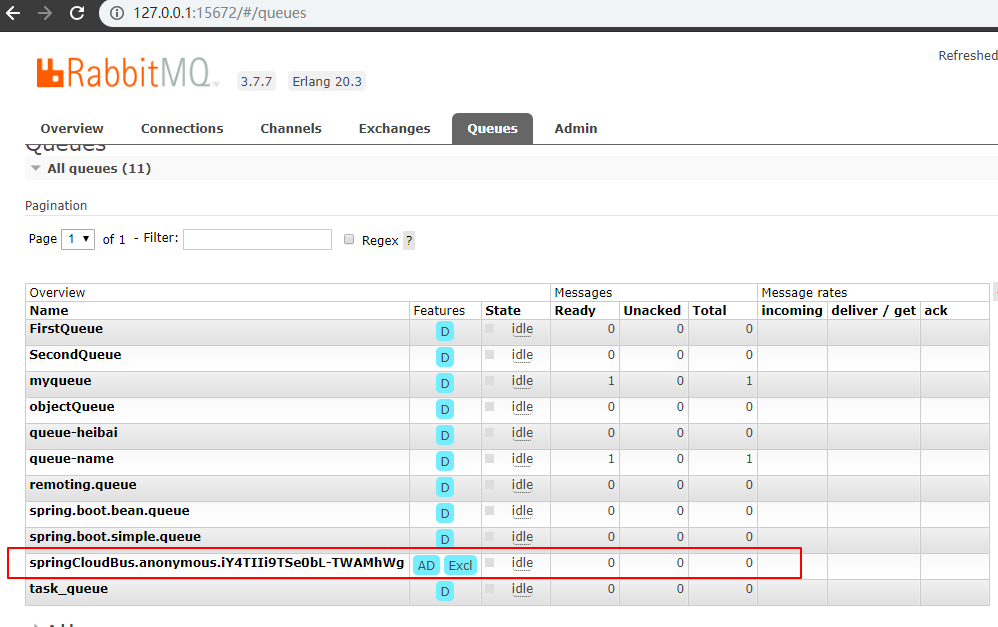 127.0.0.1:15672/#/queues
Refreshed
RabbitMQ TM 3.7.7 Erlang 20.3
Overview Connections Channels Exchanges Queues Admin
Queues
All queues (11)
Pagination
Page 1 of 1 - Filter: Regex ?
Overview Messages Message rates
Name Features State Ready Unacked Total incoming deliver / get ack
FirstQueue D idle 0 0 0
SecondQueue D idle 0 0 0
myqueue D idle 1 0 1
objectQueue D idle 0 0 0
queue-heibai D idle 0 0 0
queue-name D idle 1 0 1
remoting.queue D idle 0 0 0
spring.boot.bean.queue D idle 0 0 0
spring.boot.simple.queue D idle 0 0 0
springCloudBus.anonymous.iY4TIIi9TSe0bL-TWAMhWg AD Excl idle 0 0 0
task_queue D idle 0 0 0